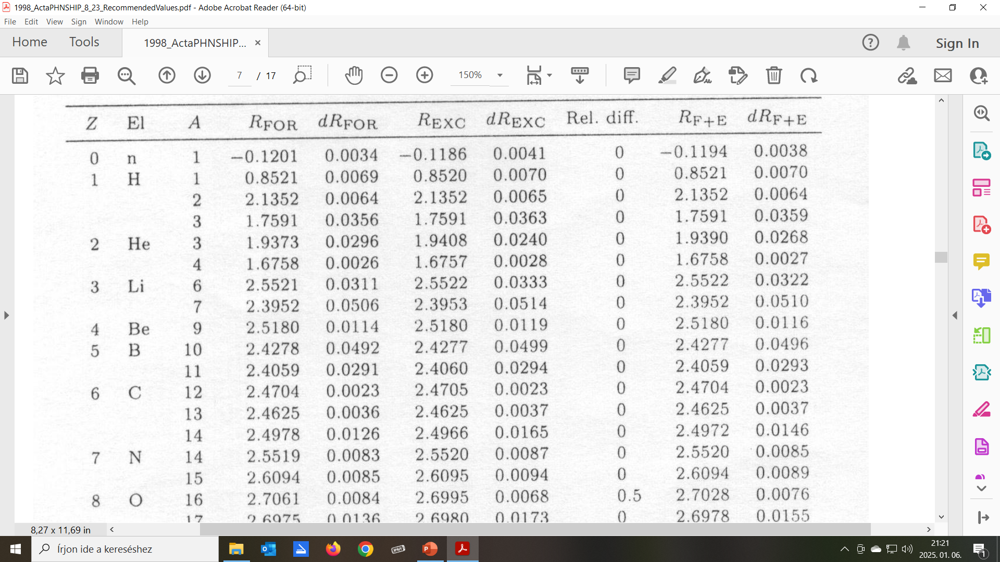 1998_ActaPHNSHIP_8_23_RecommendedValues.pdf - Adobe Acrobat Reader (64-bit)
File Edit View Sign Window Help
Home Tools 1998_ActaPHNSHIP... × Sign In
7 / 17 150%
Z El A RFOR dRFOR REXC dREXC Rel. diff. RF+E dRF+E
0 n 1 −0.1201 0.0034 −0.1186 0.0041 0 −0.1194 0.0038
1 H 1 0.8521 0.0069 0.8520 0.0070 0 0.8521 0.0070
2 2.1352 0.0064 2.1352 0.0065 0 2.1352 0.0064
3 1.7591 0.0356 1.7591 0.0363 0 1.7591 0.0359
2 He 3 1.9373 0.0296 1.9408 0.0240 0 1.9390 0.0268
4 1.6758 0.0026 1.6757 0.0028 0 1.6758 0.0027
3 Li 6 2.5521 0.0311 2.5522 0.0333 0 2.5522 0.0322
7 2.3952 0.0506 2.3953 0.0514 0 2.3952 0.0510
4 Be 9 2.5180 0.0114 2.5180 0.0119 0 2.5180 0.0116
5 B 10 2.4278 0.0492 2.4277 0.0499 0 2.4277 0.0496
11 2.4059 0.0291 2.4060 0.0294 0 2.4059 0.0293
6 C 12 2.4704 0.0023 2.4705 0.0023 0 2.4704 0.0023
13 2.4625 0.0036 2.4625 0.0037 0 2.4625 0.0037
14 2.4978 0.0126 2.4966 0.0165 0 2.4972 0.0146
7 N 14 2.5519 0.0083 2.5520 0.0087 0 2.5520 0.0085
15 2.6094 0.0085 2.6095 0.0094 0 2.6094 0.0089
8 O 16 2.7061 0.0084 2.6995 0.0068 0.5 2.7028 0.0076
17 2.6975 0.0136 2.6980 0.0173 0 2.6978 0.0155
8,27 x 11,69 in
Írjon ide a kereséshez
21:21
2025. 01. 06.
1